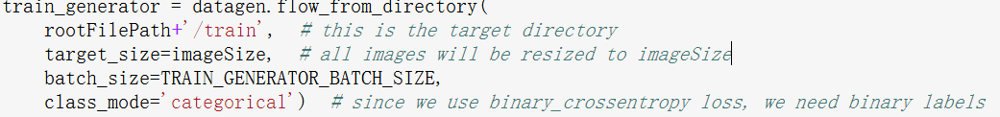 train_generator = datagen.flow_from_directory(
    rootFilePath+'/train',  # this is the target directory
    target_size=imageSize,  # all images will be resized to imageSize
    batch_size=TRAIN_GENERATOR_BATCH_SIZE,
    class_mode='categorical')  # since we use binary_crossentropy loss, we need binary labels